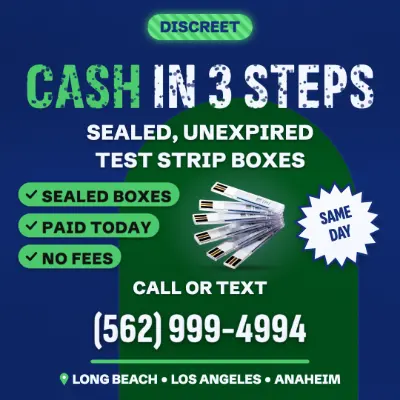 DISCREET
CASH IN 3 STEPS
SEALED, UNEXPIRED
TEST STRIP BOXES
SEALED BOXES
PAID TODAY
NO FEES
SAME
DAY
CALL OR TEXT
(562) 999-4994
LONG BEACH • LOS ANGELES • ANAHEIM